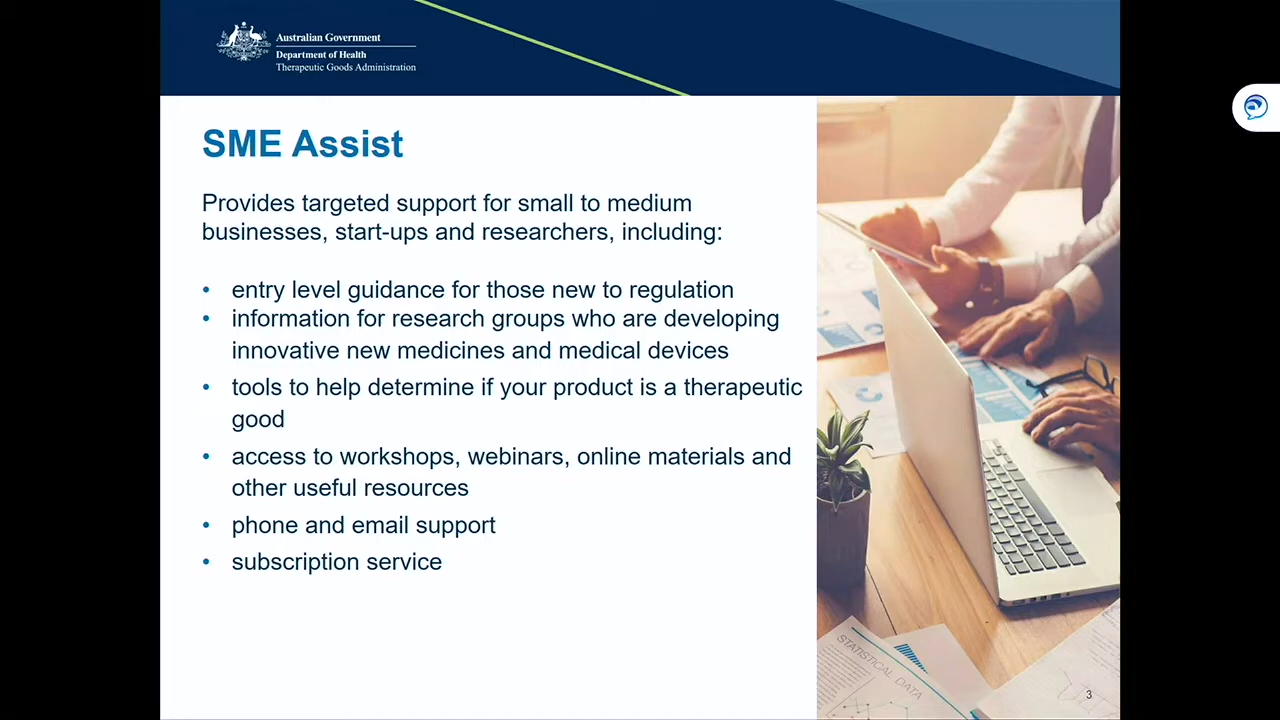 Australian Government
Department of Health
Therapeutic Goods Administration
SME Assist
Provides targeted support for small to medium
businesses, start-ups and researchers, including:
• entry level guidance for those new to regulation
• information for research groups who are developing
innovative new medicines and medical devices
• tools to help determine if your product is a therapeutic
good
• access to workshops, webinars, online materials and
other useful resources
• phone and email support
• subscription service
STATISTICAL DATA
3